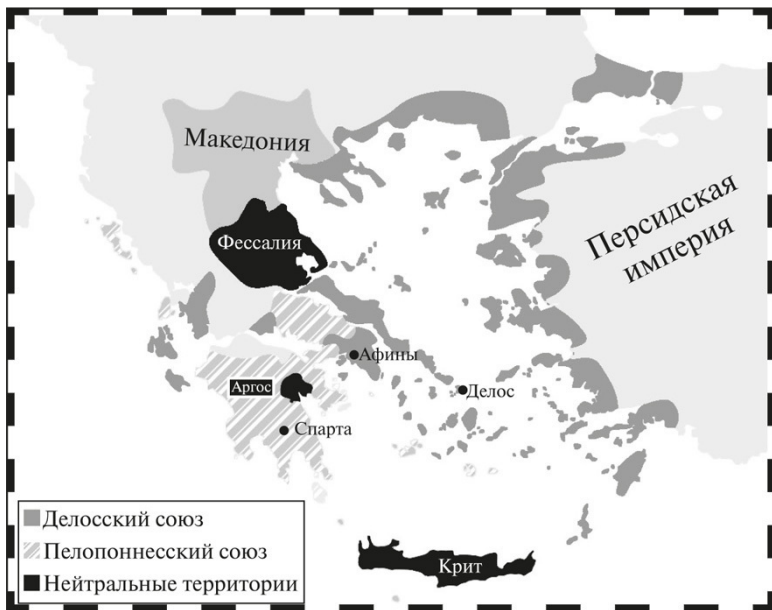 Македония
Фессалия
Персидская
империя
Афины
Аргос
Делос
Спарта
Делосский союз
Пелопоннесский союз
Нейтральные территории
Крит